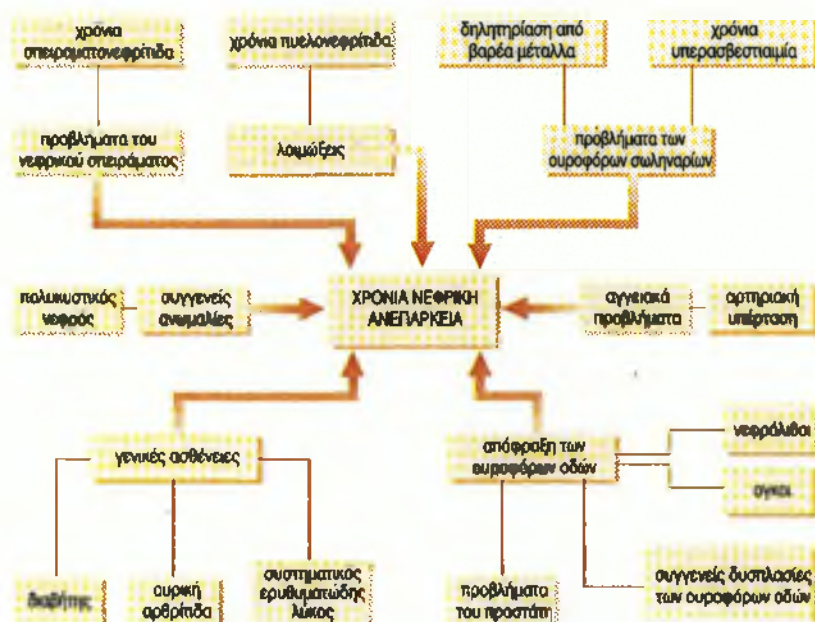 χρόνια
σπειραματονεφρίτιδα
χρόνια πυελονεφρίτιδα
δηλητηρίαση από
βαρέα μέταλλα
χρόνια
υπερασβεστιαιμία
προβλήματα του
νεφρικού σπειράματος
λοιμώξεις
προβλήματα των
ουροφόρων σωληναρίων
πολυκυστικός
νεφρός
συγγενείς
ανωμαλίες
ΧΡΟΝΙΑ ΝΕΦΡΙΚΗ
ΑΝΕΠΑΡΚΕΙΑ
αγγειακά
προβλήματα
αρτηριακή
υπέρταση
γενικές ασθένειες
απόφραξη των
ουροφόρων οδών
νεφρόλιθοι
ογκοι
διαβήτης
ουρική
αρθρίτιδα
συστηματικός
ερυθηματώδης
λύκος
προβλήματα
του προστάτη
συγγενείς δυσπλασίες
των ουροφόρων οδών